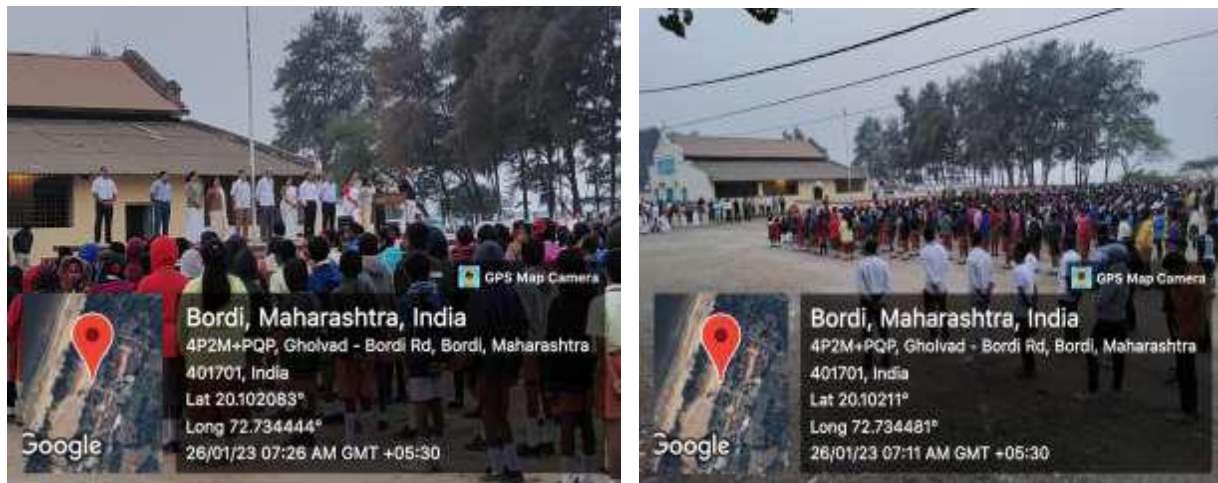 GPS Map Camera
Bordi, Maharashtra, India
4P2M+PQP, Gholvad - Bordi Rd, Bordi, Maharashtra
401701, India
Lat 20.102083°
Long 72.734444°
26/01/23 07:26 AM GMT +05:30
Google
GPS Map Camera
Bordi, Maharashtra, India
4P2M+PQP, Gholvad - Bordi Rd, Bordi, Maharashtra
401701, India
Lat 20.10211°
Long 72.734481°
26/01/23 07:11 AM GMT +05:30
Google